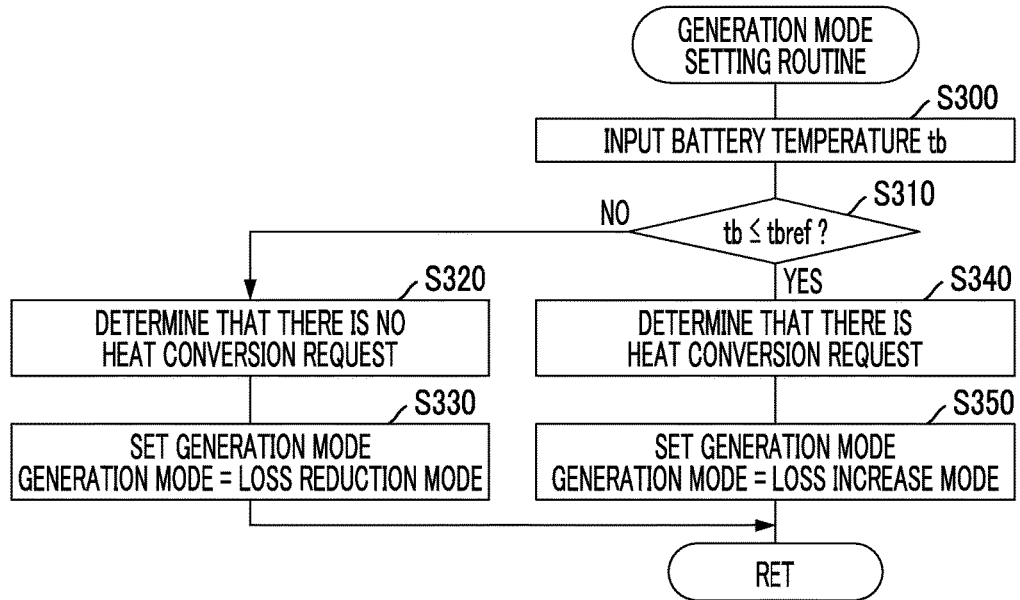 GENERATION MODE
SETTING ROUTINE
S300
INPUT BATTERY TEMPERATURE tb
S310
tb ≤ tbref ?
NO
YES
S320
DETERMINE THAT THERE IS NO
HEAT CONVERSION REQUEST
S340
DETERMINE THAT THERE IS
HEAT CONVERSION REQUEST
S330
SET GENERATION MODE
GENERATION MODE = LOSS REDUCTION MODE
S350
SET GENERATION MODE
GENERATION MODE = LOSS INCREASE MODE
RET